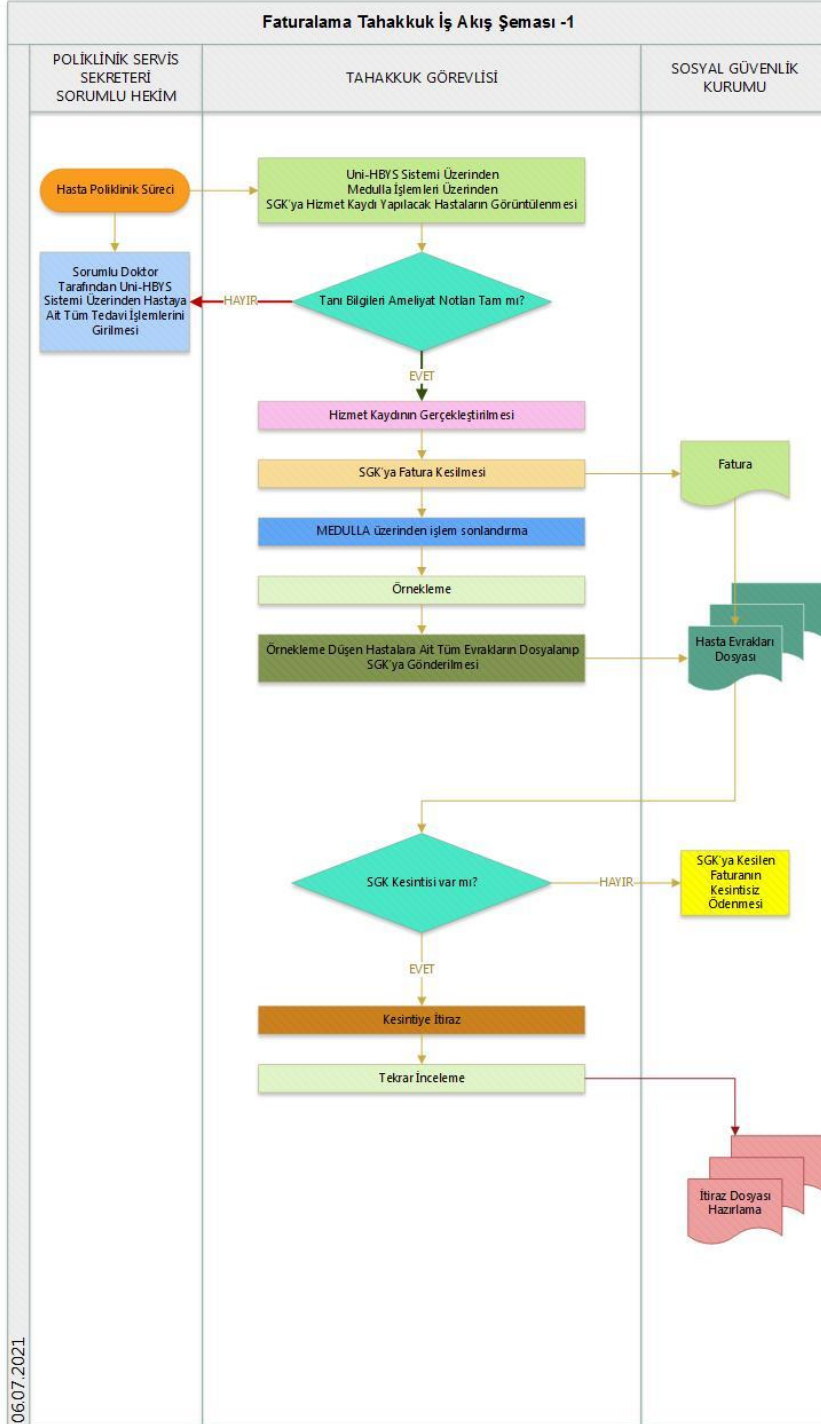 Faturalama Tahakkuk İş Akış Şeması -1
POLİKLİNİK SERVİS
SEKRETERİ
SORUMLU HEKİM
TAHAKKUK GÖREVLİSİ
SOSYAL GÜVENLİK
KURUMU
Hasta Poliklinik Süreci
Uni-HBYS Sistemi Üzerinden
Medulla İşlemleri Üzerinden
SGK'ya Hizmet Kaydı Yapılacak Hastaların Görüntülenmesi
Sorumlu Doktor
Tarafından Uni-HBYS
Sistemi Üzerinden Hastaya
Ait Tüm Tedavi İşlemlerini
Girilmesi
HAYIR
Tanı Bilgileri Ameliyat Notları Tam mı?
EVET
Hizmet Kaydının Gerçekleştirilmesi
SGK'ya Fatura Kesilmesi
Fatura
MEDULLA üzerinden işlem sonlandırma
Örnekleme
Örnekleme Düşen Hastalara Ait Tüm Evrakların Dosyalanıp
SGK'ya Gönderilmesi
Hasta Evrakları
Dosyası
SGK Kesintisi var mı?
HAYIR
SGK'ya Kesilen
Faturanın
Kesintisiz
Ödenmesi
EVET
Kesintiye İtiraz
Tekrar İnceleme
İtiraz Dosyası
Hazırlama
06.07.2021